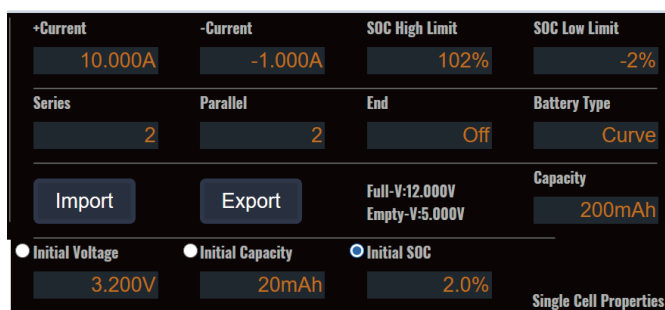 +Current -Current SOC High Limit SOC Low Limit
10.000A -1.000A 102% -2%
Series Parallel End Battery Type
2 2 Off Curve
Import Export Full-V:12.000V Capacity
Empty-V:5.000V 200mAh
Initial Voltage Initial Capacity Initial SOC
3.200V 20mAh 2.0%
Single Cell Properties